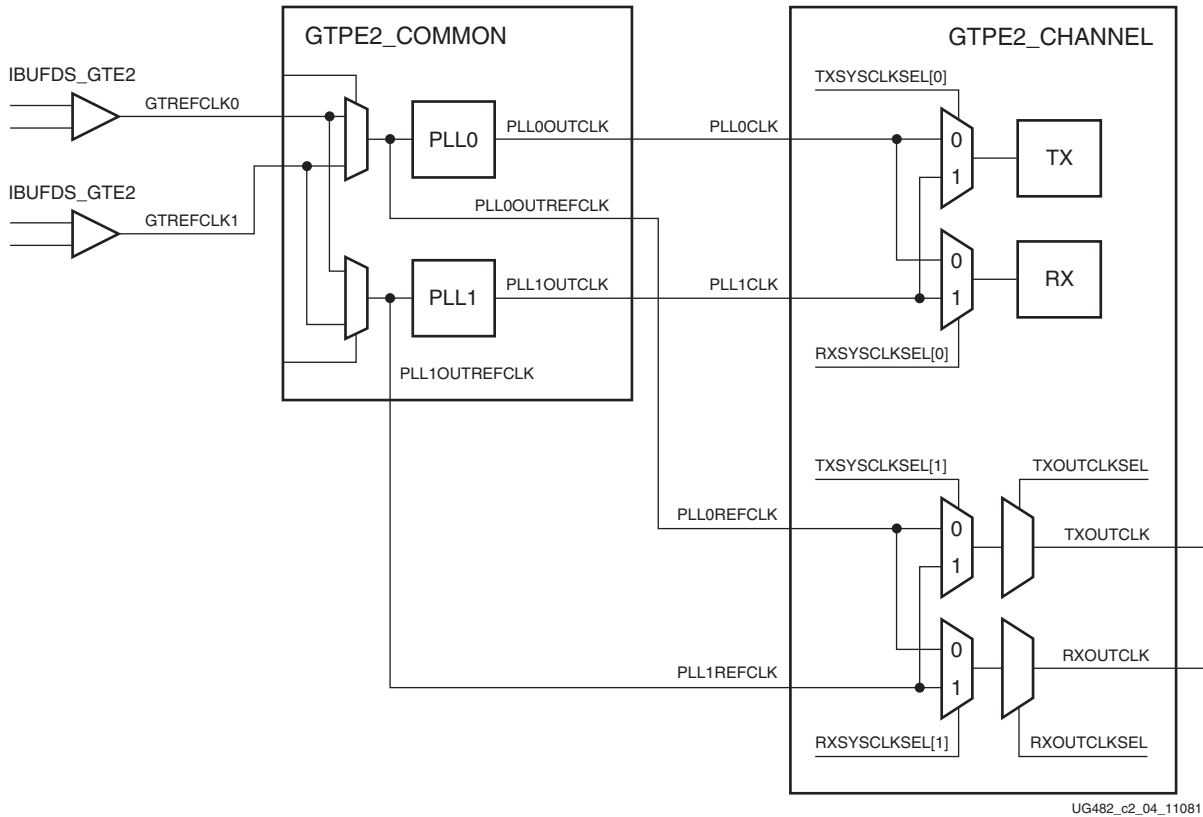 GTPE2_COMMON
GTPE2_CHANNEL
IBUFDS_GTE2
GTREFCLK0
TXSYSCLKSEL[0]
PLL0
PLL0OUTCLK
PLL0CLK
0
1
TX
IBUFDS_GTE2
GTREFCLK1
PLL0OUTREFCLK
PLL1
PLL1OUTCLK
PLL1CLK
0
1
RX
RXSYSCLKSEL[0]
PLL1OUTREFCLK
TXSYSCLKSEL[1]
TXOUTCLKSEL
PLL0REFCLK
0
1
TXOUTCLK
PLL1REFCLK
0
1
RXOUTCLK
RXSYSCLKSEL[1]
RXOUTCLKSEL
UG482_c2_04_11081